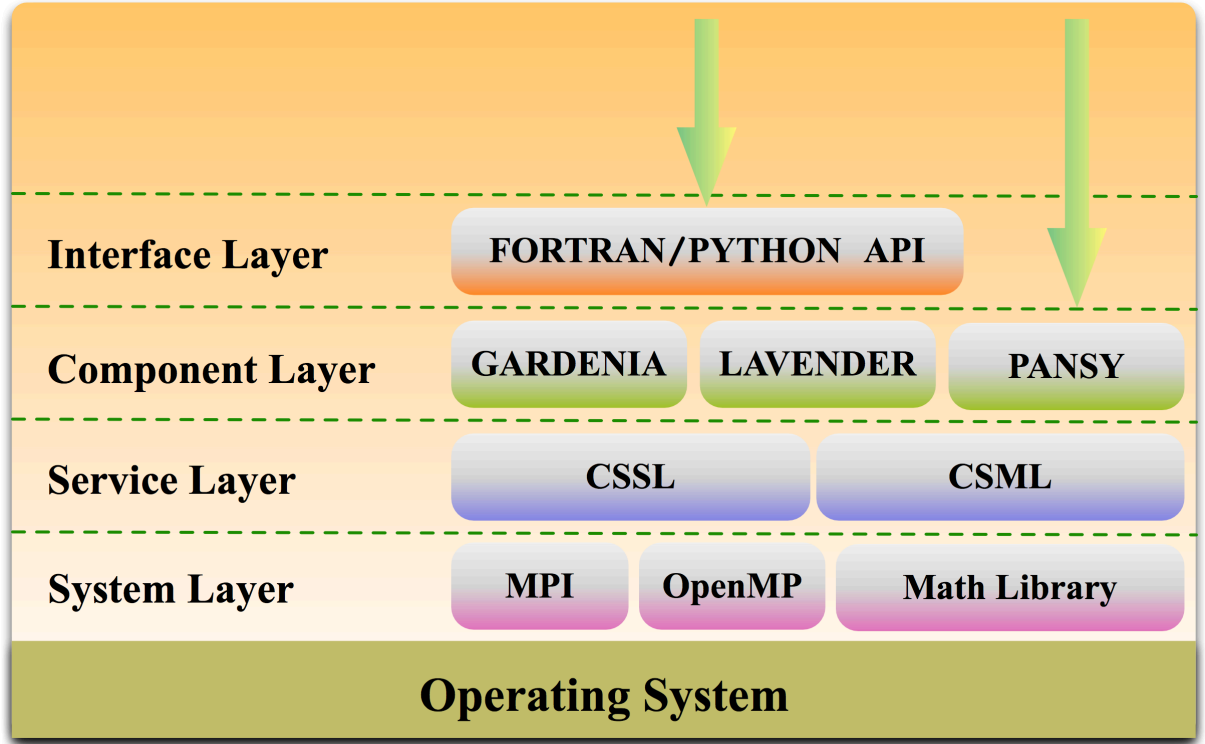 Interface Layer
FORTRAN/PYTHON API
Component Layer
GARDENIA
LAVENDER
PANSY
Service Layer
CSSL
CSML
System Layer
MPI
OpenMP
Math Library
Operating System